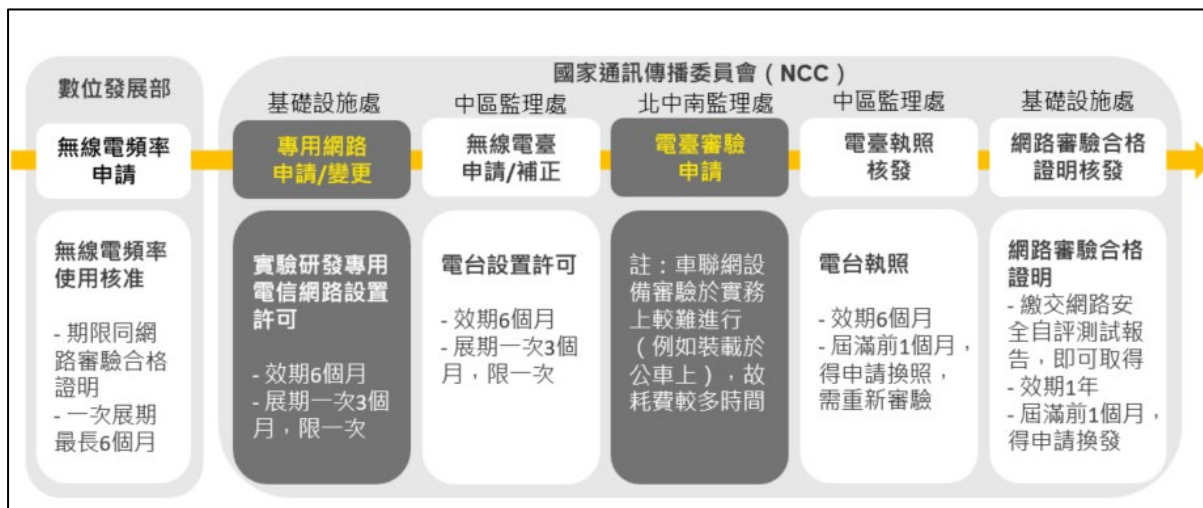 國家通訊傳播委員會（NCC）
數位發展部
基礎設施處
中區監理處
北中南監理處
中區監理處
基礎設施處
無線電頻率
申請
專用網路
申請/變更
無線電臺
申請/補正
電臺審驗
申請
電臺執照
核發
網路審驗合格
證明核發
無線電頻率
使用核准
- 期限同網
路審驗合格
證明
- 一次展期
最長6個月
實驗研發專用
電信網路設置
許可
- 效期6個月
- 展期一次3個
月，限一次
電台設置許可
- 效期6個月
- 展期一次3個
月，限一次
註：車聯網設
備審驗於實務
上較難進行
（例如裝載於
公車上），故
耗費較多時間
電台執照
- 效期6個月
- 屆滿前1個月，
得申請換照，
需重新審驗
網路審驗合格
證明
- 繳交網路安
全自評測試報
告，即可取得
- 效期1年
- 屆滿前1個月，
得申請換發